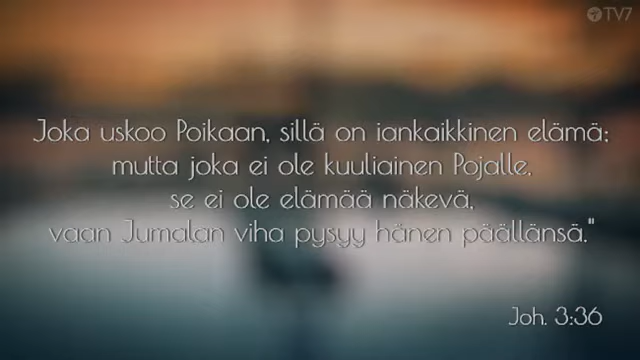 TV7
Joka uskoo Poikaan, sillä on iankaikkinen elämä;
mutta joka ei ole kuuliainen Pojalle,
se ei ole elämää näkevä,
vaan Jumalan viha pysyy hänen päällänsä."
Joh. 3:36